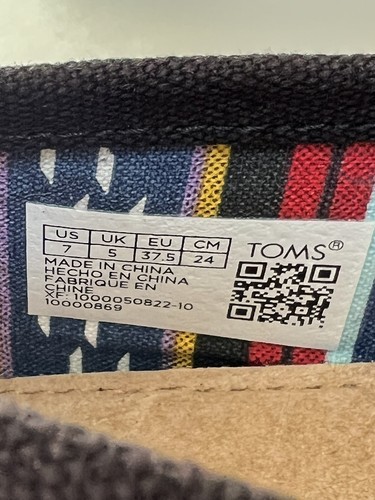 US UK EU CM
7 5 37.5 24
TOMS®
MADE IN CHINA
HECHO EN CHINA
FABRIQUE EN
CHINE
XF: 1000050822-10
10000869